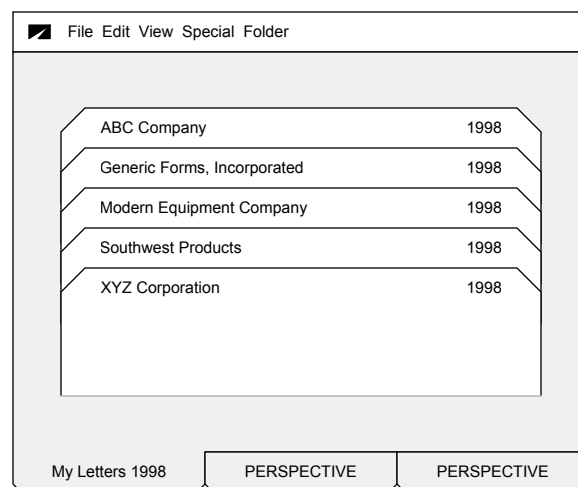 File Edit View Special Folder
ABC Company 1998
Generic Forms, Incorporated 1998
Modern Equipment Company 1998
Southwest Products 1998
XYZ Corporation 1998
My Letters 1998 PERSPECTIVE PERSPECTIVE